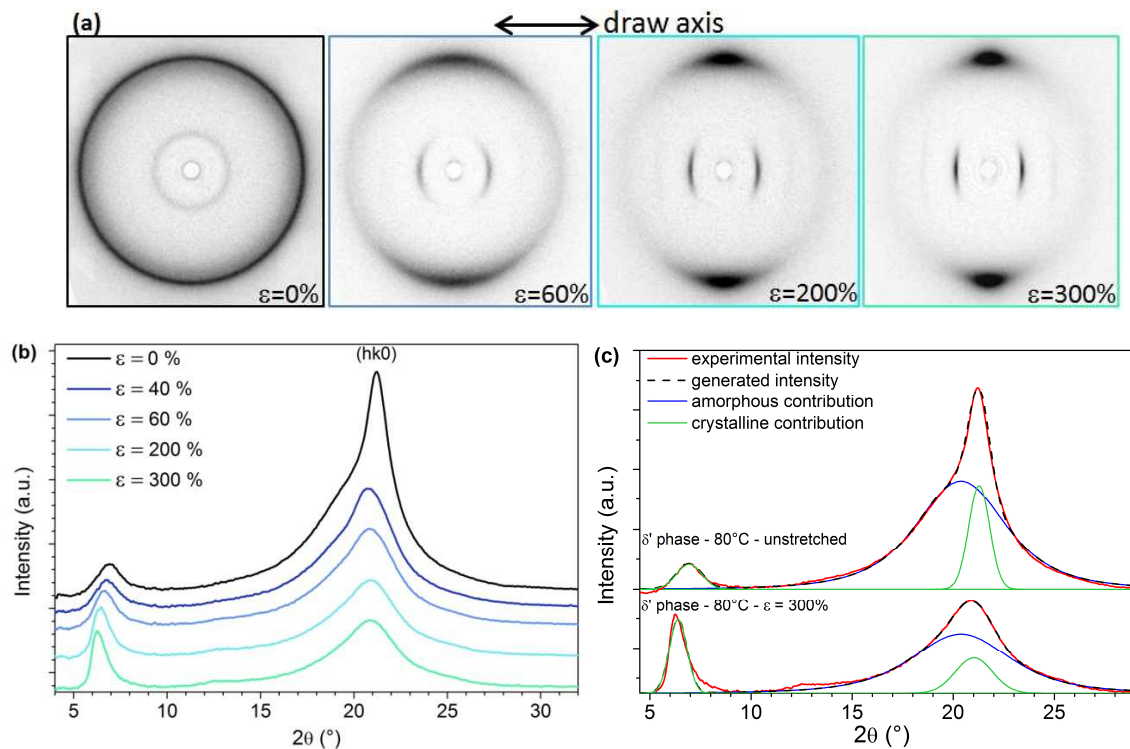 (a)
draw axis
ε=0%
ε=60%
ε=200%
ε=300%
(b)
(hk0)
ε = 0 %
ε = 40 %
ε = 60 %
ε = 200 %
ε = 300 %
Intensity (a.u.)
5 10 15 20 25 30
2θ (°)
(c)
experimental intensity
generated intensity
amorphous contribution
crystalline contribution
δ' phase - 80°C - unstretched
δ' phase - 80°C - ε = 300%
Intensity (a.u.)
5 10 15 20 25
2θ (°)